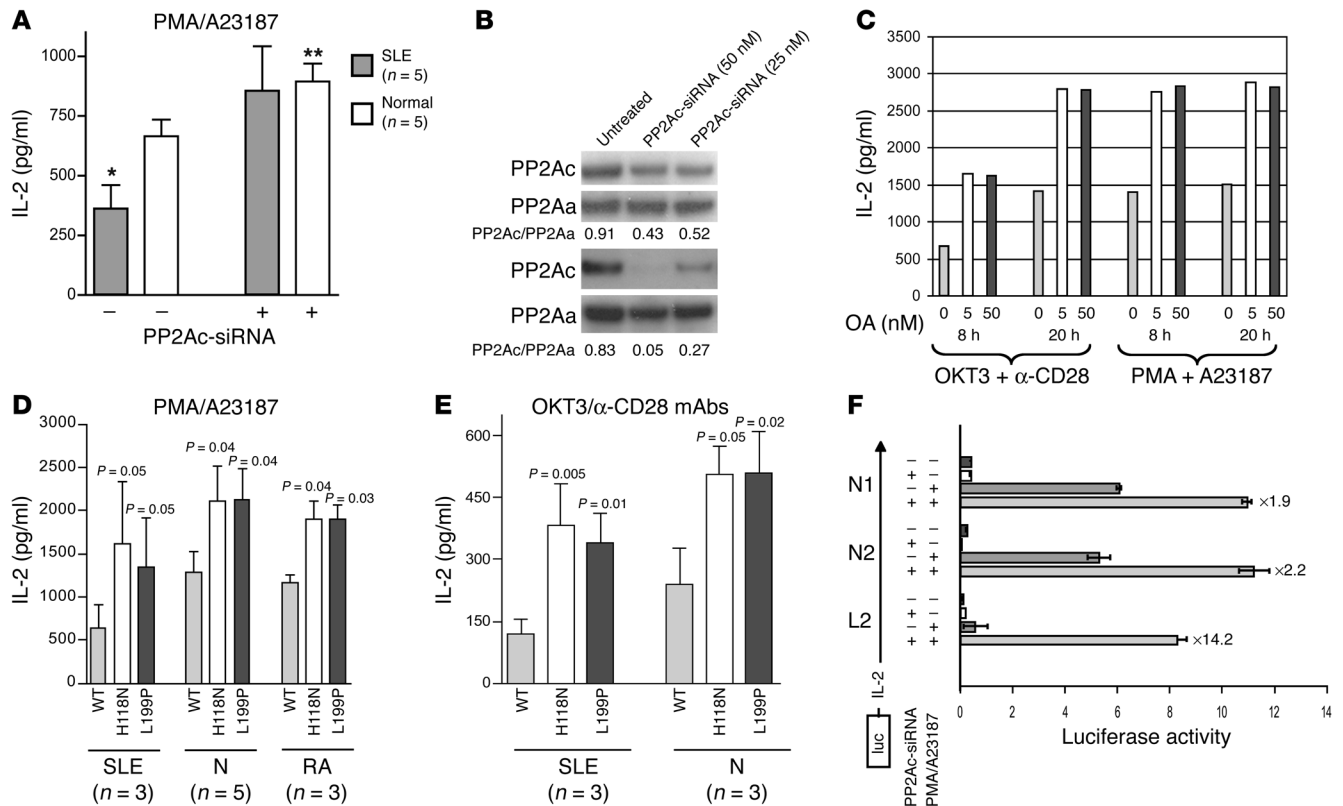 A
PMA/A23187
IL-2 (pg/ml)
1000
750
500
250
0
*
**
SLE
(n = 5)
Normal
(n = 5)
– – + +
PP2Ac-siRNA
B
Untreated
PP2Ac-siRNA (50 nM)
PP2Ac-siRNA (25 nM)
PP2Ac
PP2Aa
PP2Ac/PP2Aa 0.91 0.43 0.52
PP2Ac
PP2Aa
PP2Ac/PP2Aa 0.83 0.05 0.27
C
IL-2 (pg/ml)
3500
3000
2500
2000
1500
1000
500
0
OA (nM) 0 5 50 0 5 50 0 5 50 0 5 50
8 h 20 h 8 h 20 h
OKT3 + α-CD28 PMA + A23187
D
PMA/A23187
IL-2 (pg/ml)
3000
2500
2000
1500
1000
500
0
P = 0.05
P = 0.05
P = 0.04
P = 0.04
P = 0.04
P = 0.03
WT H118N L199P WT H118N L199P WT H118N L199P
SLE N RA
(n = 3) (n = 5) (n = 3)
E
OKT3/α-CD28 mAbs
IL-2 (pg/ml)
600
450
300
150
0
P = 0.005
P = 0.01
P = 0.05
P = 0.02
WT H118N L199P WT H118N L199P
SLE N
(n = 3) (n = 3)
F
N1
– –
+ –
– +
+ + ×1.9
N2
– –
+ –
– +
+ + ×2.2
L2
– –
+ –
– +
+ + ×14.2
luc
IL-2
PP2Ac-siRNA
PMA/A23187
0 2 4 6 8 10 12 14
Luciferase activity